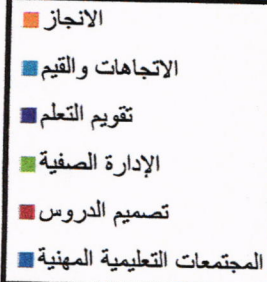 الانجاز
الاتجاهات والقيم
تقويم التعلم
الإدارة الصفية
تصميم الدروس
المجتمعات التعليمية المهنية